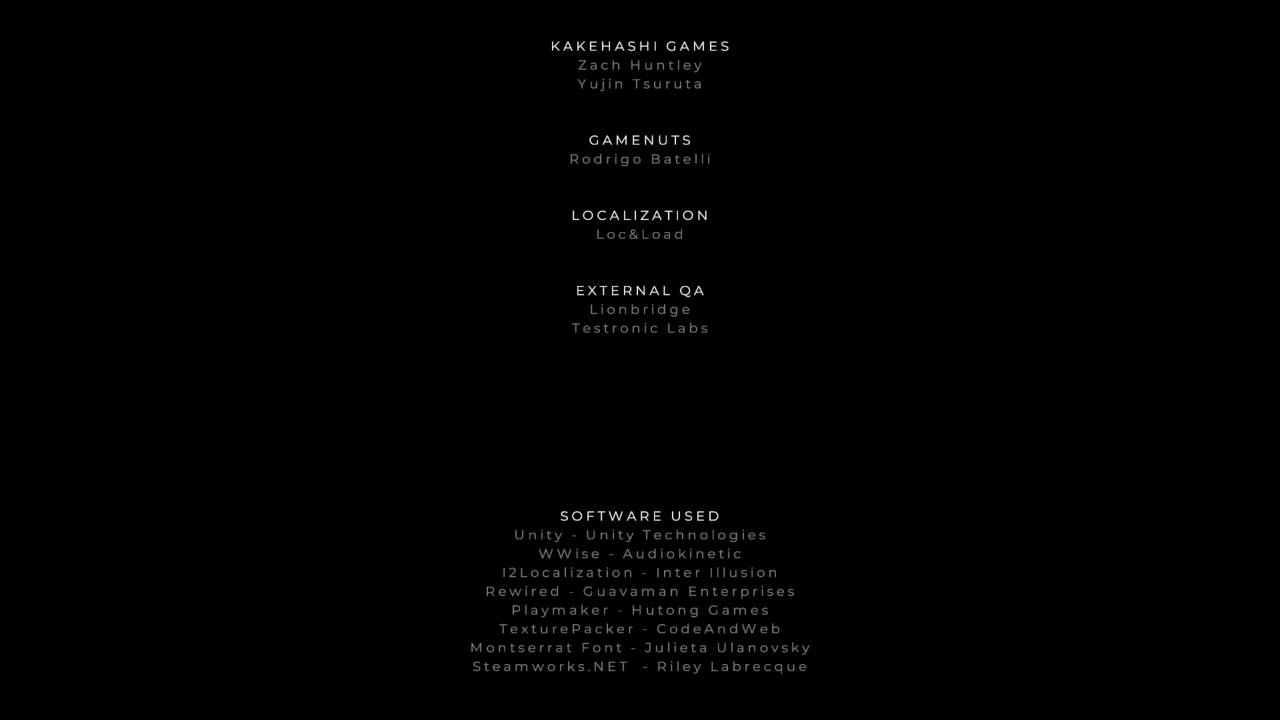 KAKEHASHI GAMES
Zach Huntley
Yujin Tsuruta
GAMENUTS
Rodrigo Batelli
LOCALIZATION
Loc&Load
EXTERNAL QA
Lionbridge
Testronic Labs
SOFTWARE USED
Unity - Unity Technologies
WWise - Audiokinetic
I2Localization - Inter Illusion
Rewired - Guavaman Enterprises
Playmaker - Hutong Games
TexturePacker - CodeAndWeb
Montserrat Font - Julieta Ulanovsky
Steamworks.NET  - Riley Labrecque